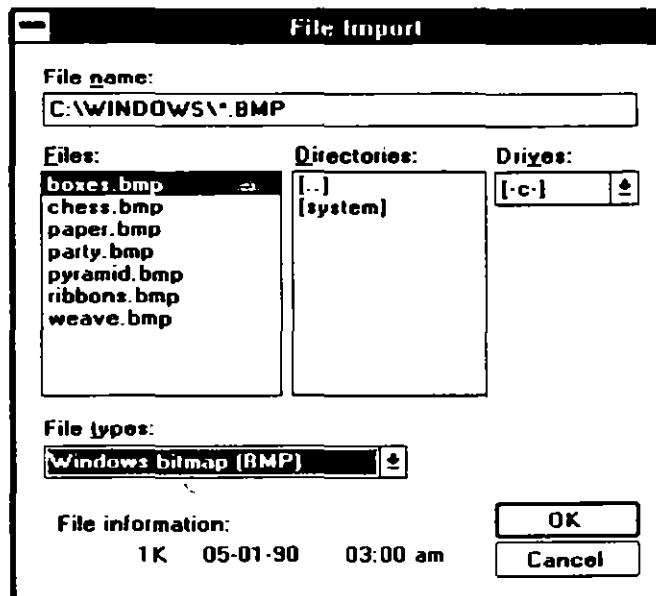 File Import
File name:
C:\WINDOWS\*.BMP
Files:
boxes.bmp
chess.bmp
paper.bmp
party.bmp
pyramid.bmp
ribbons.bmp
weave.bmp
Directories:
[..]
[system]
Drives:
[-c-]
File types:
Windows bitmap (BMP)
File information:
1K 05-01-90 03:00 am
OK
Cancel